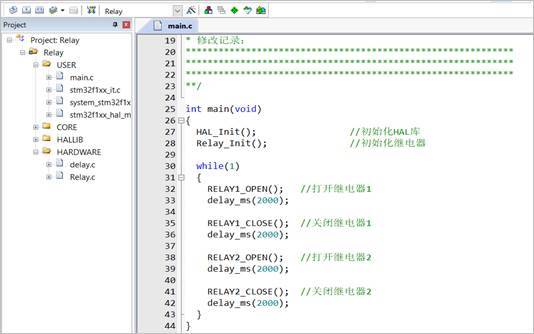 Relay
Project
Project: Relay
Relay
USER
main.c
stm32f1xx_it.c
system_stm32f1x
stm32f1xx_hal_m
CORE
HALLIB
HARDWARE
delay.c
Relay.c
main.c
19 * 修改记录:
20 ***********************************************************
21 ***********************************************************
22 ***********************************************************
23 **/
24
25 int main(void)
26 {
27 HAL_Init(); //初始化HAL库
28 Relay_Init(); //初始化继电器
29
30 while(1)
31 {
32 RELAY1_OPEN(); //打开继电器1
33 delay_ms(2000);
34
35 RELAY1_CLOSE(); //关闭继电器1
36 delay_ms(2000);
37
38 RELAY2_OPEN(); //打开继电器2
39 delay_ms(2000);
40
41 RELAY2_CLOSE(); //关闭继电器2
42 delay_ms(2000);
43 }
44 }